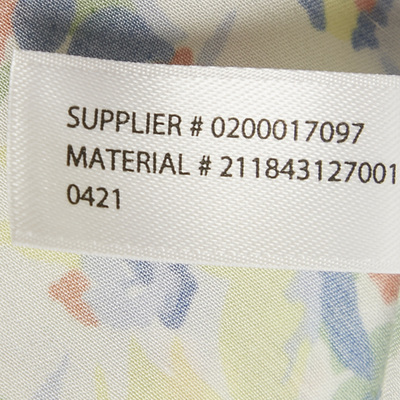 SUPPLIER # 0200017097
MATERIAL # 211843127001
0421